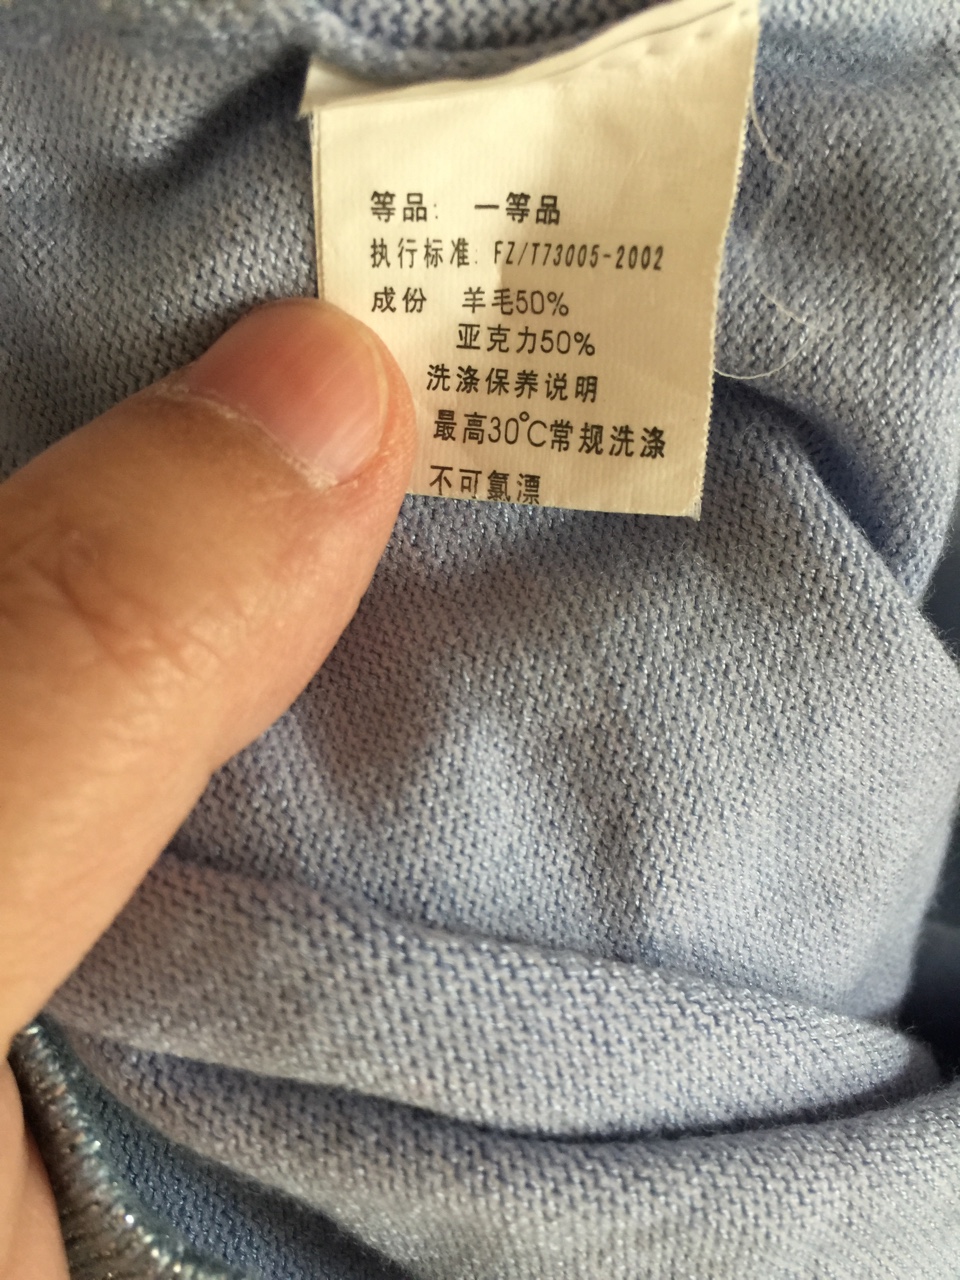 等品： 一等品
执行标准: FZ/T73005-2002
成份 羊毛50%
亚克力50%
洗涤保养说明
最高30℃常规洗涤
不可氯漂